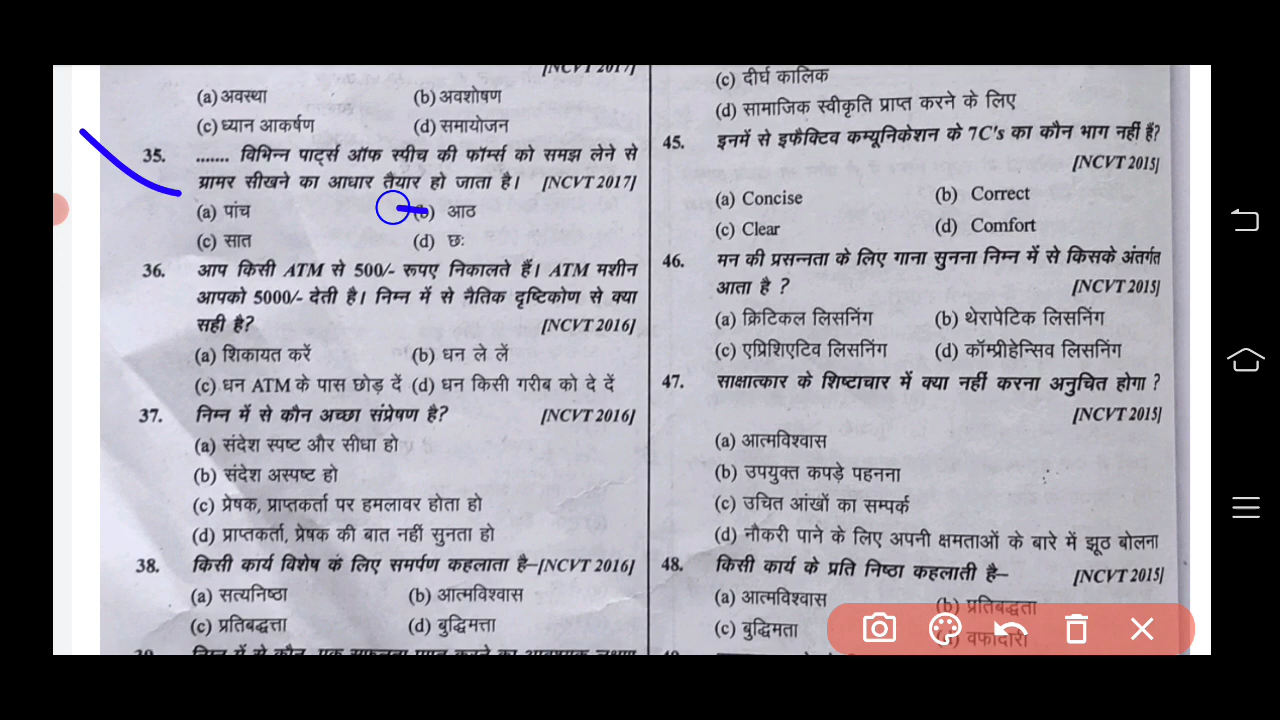 [NCVT 2017]
(a) अवस्था (b) अवशोषण
(c) ध्यान आकर्षण (d) समायोजन
35. ....... विभिन्न पार्ट्स ऑफ स्पीच की फॉर्म्स को समझ लेने से
ग्रामर सीखने का आधार तैयार हो जाता है। [NCVT 2017]
(a) पांच (b) आठ
(c) सात (d) छः
36. आप किसी ATM से 500/- रूपए निकालते हैं। ATM मशीन
आपको 5000/- देती है। निम्न में से नैतिक दृष्टिकोण से क्या
सही है? [NCVT 2016]
(a) शिकायत करें (b) धन ले लें
(c) धन ATM के पास छोड़ दें (d) धन किसी गरीब को दे दें
37. निम्न में से कौन अच्छा संप्रेषण है? [NCVT 2016]
(a) संदेश स्पष्ट और सीधा हो
(b) संदेश अस्पष्ट हो
(c) प्रेषक, प्राप्तकर्ता पर हमलावर होता हो
(d) प्राप्तकर्ता, प्रेषक की बात नहीं सुनता हो
38. किसी कार्य विशेष के लिए समर्पण कहलाता है– [NCVT 2016]
(a) सत्यनिष्ठा (b) आत्मविश्वास
(c) प्रतिबद्धत्ता (d) बुद्धिमत्ता
(c) दीर्घ कालिक
(d) सामाजिक स्वीकृति प्राप्त करने के लिए
45. इनमें से इफैक्टिव कम्यूनिकेशन के 7C's का कौन भाग नहीं हैं?
[NCVT 2015]
(a) Concise (b) Correct
(c) Clear (d) Comfort
46. मन की प्रसन्नता के लिए गाना सुनना निम्न में से किसके अंतर्गत
आता है ? [NCVT 2015]
(a) क्रिटिकल लिसनिंग (b) थेरापेटिक लिसनिंग
(c) एप्रिशिएटिव लिसनिंग (d) कॉम्प्रीहेन्सिव लिसनिंग
47. साक्षात्कार के शिष्टाचार में क्या नहीं करना अनुचित होगा ?
[NCVT 2015]
(a) आत्मविश्वास
(b) उपयुक्त कपड़े पहनना
(c) उचित आंखों का सम्पर्क
(d) नौकरी पाने के लिए अपनी क्षमताओं के बारे में झूठ बोलना
48. किसी कार्य के प्रति निष्ठा कहलाती है– [NCVT 2015]
(a) आत्मविश्वास (b) प्रतिबद्धता
(c) बुद्धिमता वफादारी